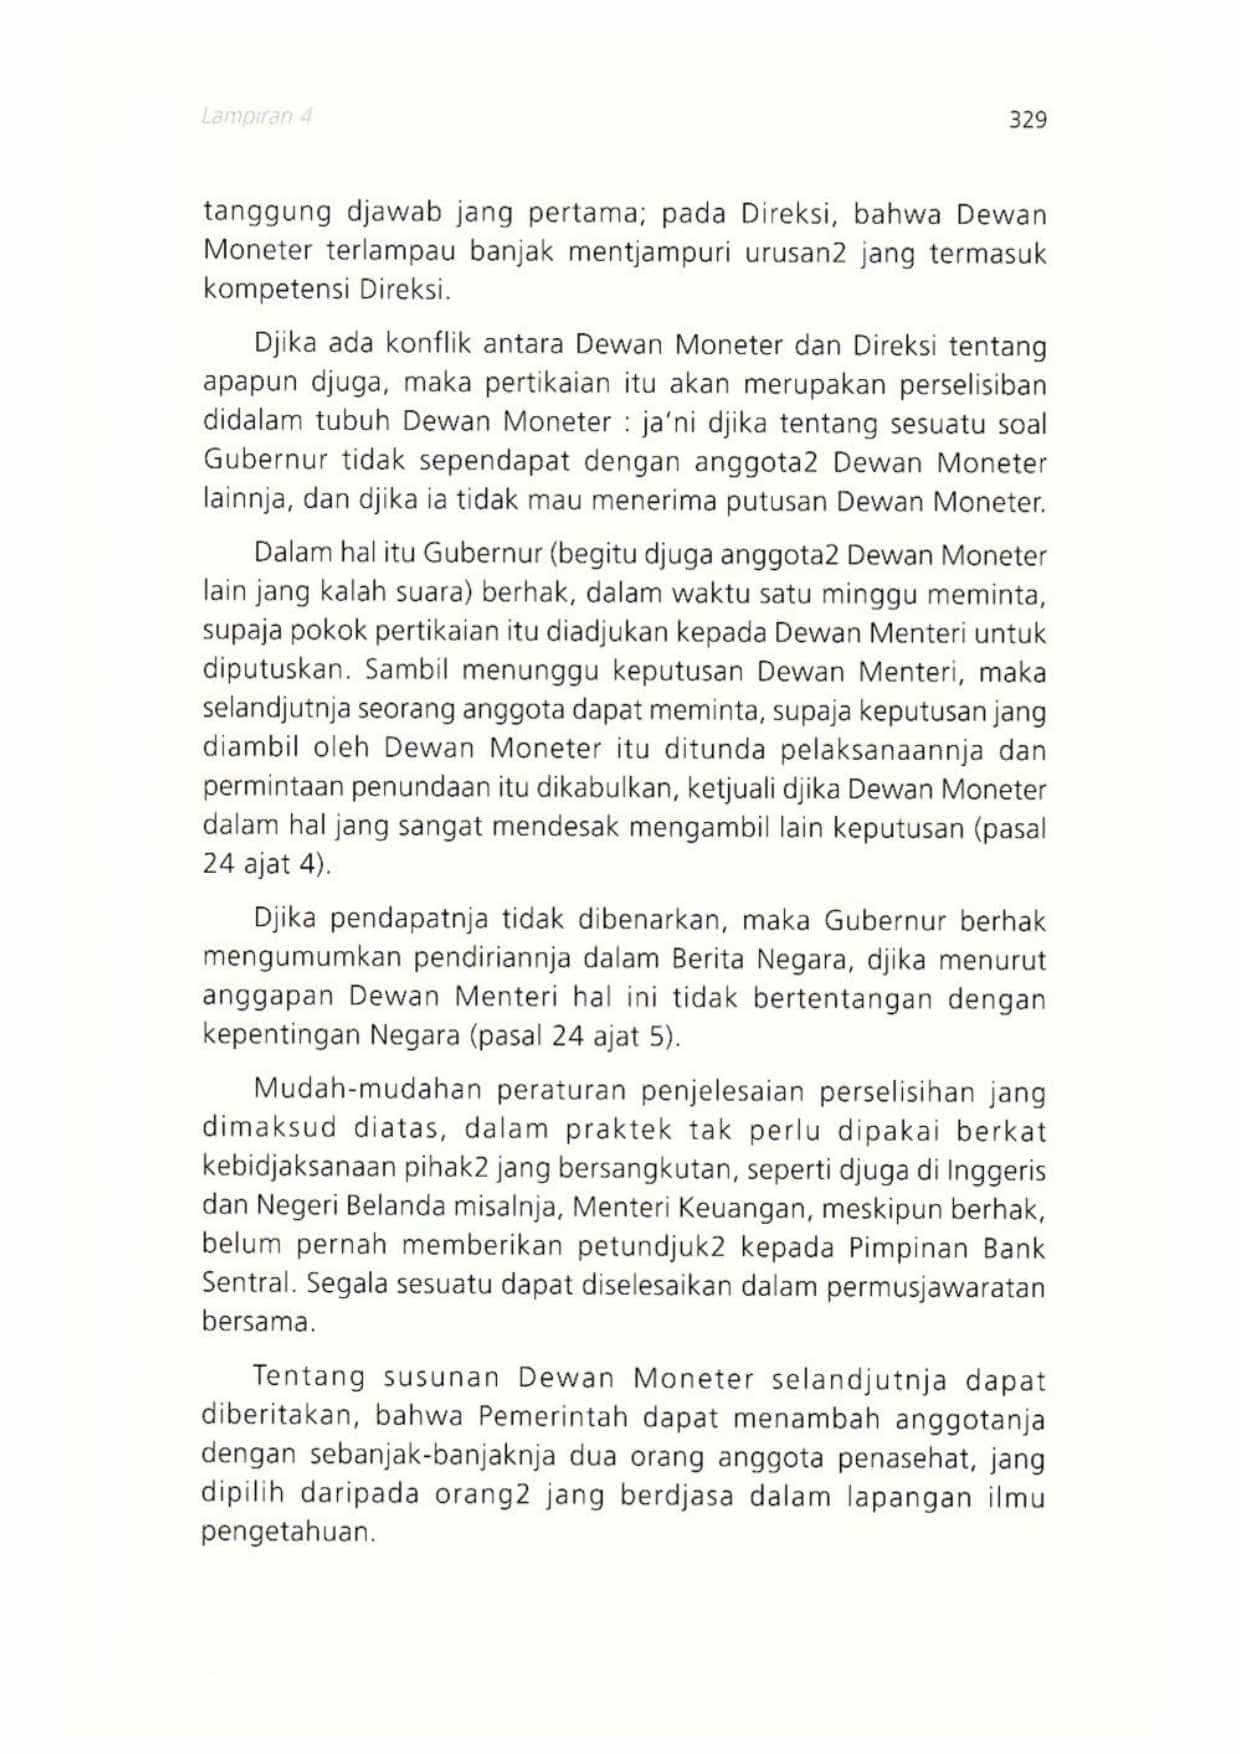 Lampiran 4
329
tanggung djawab jang pertama; pada Direksi, bahwa Dewan
Moneter terlampau banjak mentjampuri urusan2 jang termasuk
kompetensi Direksi.
Djika ada konflik antara Dewan Moneter dan Direksi tentang
apapun djuga, maka pertikaian itu akan merupakan perselisiban
didalam tubuh Dewan Moneter : ja'ni djika tentang sesuatu soal
Gubernur tidak sependapat dengan anggota2 Dewan Moneter
lainnja, dan djika ia tidak mau menerima putusan Dewan Moneter.
Dalam hal itu Gubernur (begitu djuga anggota2 Dewan Moneter
lain jang kalah suara) berhak, dalam waktu satu minggu meminta,
supaja pokok pertikaian itu diadjukan kepada Dewan Menteri untuk
diputuskan. Sambil menunggu keputusan Dewan Menteri, maka
selandjutnja seorang anggota dapat meminta, supaja keputusan jang
diambil oleh Dewan Moneter itu ditunda pelaksanaannja dan
permintaan penundaan itu dikabulkan, ketjuali djika Dewan Moneter
dalam hal jang sangat mendesak mengambil lain keputusan (pasal
24 ajat 4).
Djika pendapatnja tidak dibenarkan, maka Gubernur berhak
mengumumkan pendiriannja dalam Berita Negara, djika menurut
anggapan Dewan Menteri hal ini tidak bertentangan dengan
kepentingan Negara (pasal 24 ajat 5).
Mudah-mudahan peraturan penjelesaian perselisihan jang
dimaksud diatas, dalam praktek tak perlu dipakai berkat
kebidjaksanaan pihak2 jang bersangkutan, seperti djuga di Inggeris
dan Negeri Belanda misalnja, Menteri Keuangan, meskipun berhak,
belum pernah memberikan petundjuk2 kepada Pimpinan Bank
Sentral. Segala sesuatu dapat diselesaikan dalam permusjawaratan
bersama.
Tentang susunan Dewan Moneter selandjutnja dapat
diberitakan, bahwa Pemerintah dapat menambah anggotanja
dengan sebanjak-banjaknja dua orang anggota penasehat, jang
dipilih daripada orang2 jang berdjasa dalam lapangan ilmu
pengetahuan.